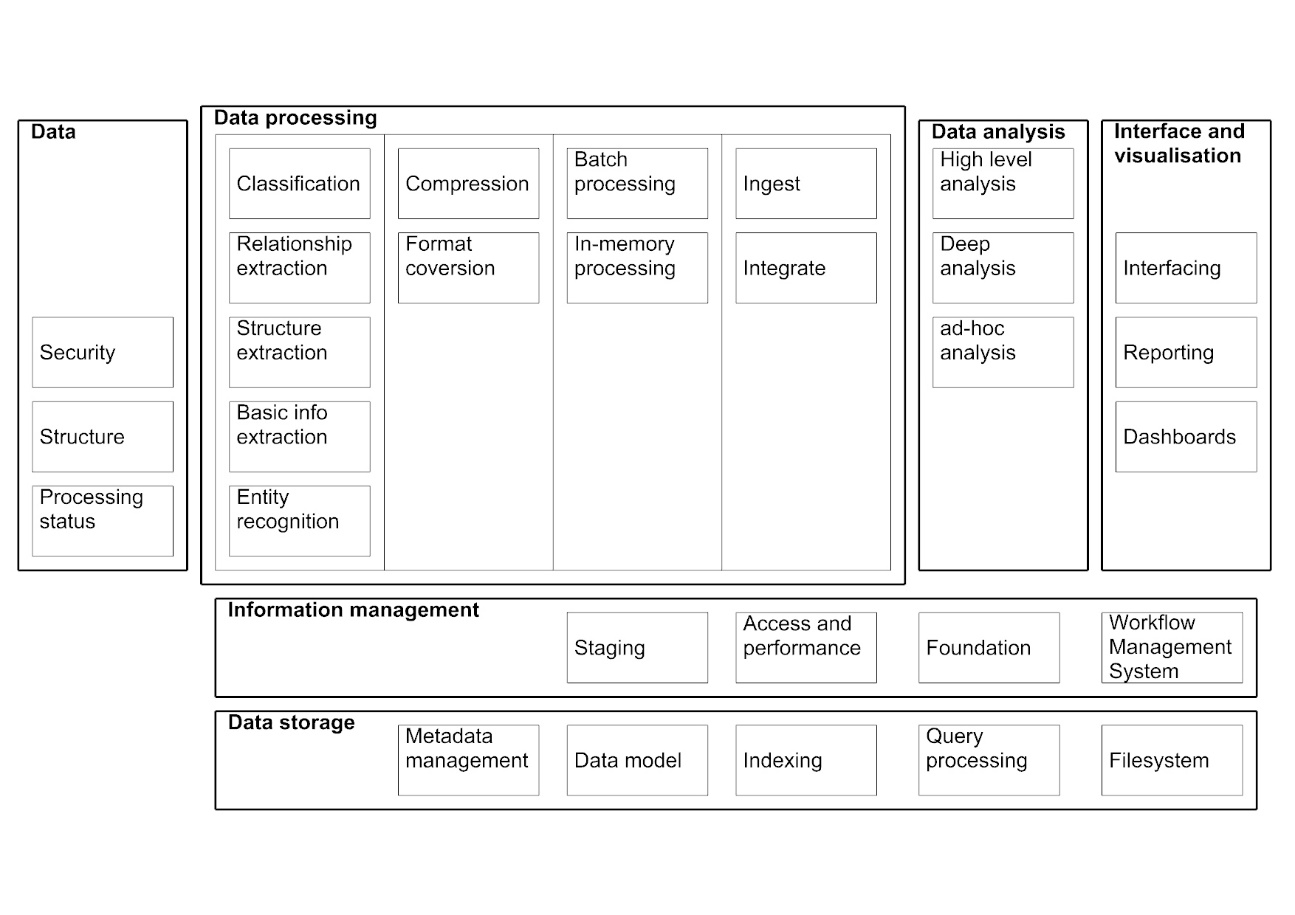 Data
Security
Structure
Processing
status
Data processing
Classification
Relationship
extraction
Structure
extraction
Basic info
extraction
Entity
recognition
Compression
Format
coversion
Batch
processing
In-memory
processing
Ingest
Integrate
Data analysis
High level
analysis
Deep
analysis
ad-hoc
analysis
Interface and
visualisation
Interfacing
Reporting
Dashboards
Information management
Staging
Access and
performance
Foundation
Workflow
Management
System
Data storage
Metadata
management
Data model
Indexing
Query
processing
Filesystem